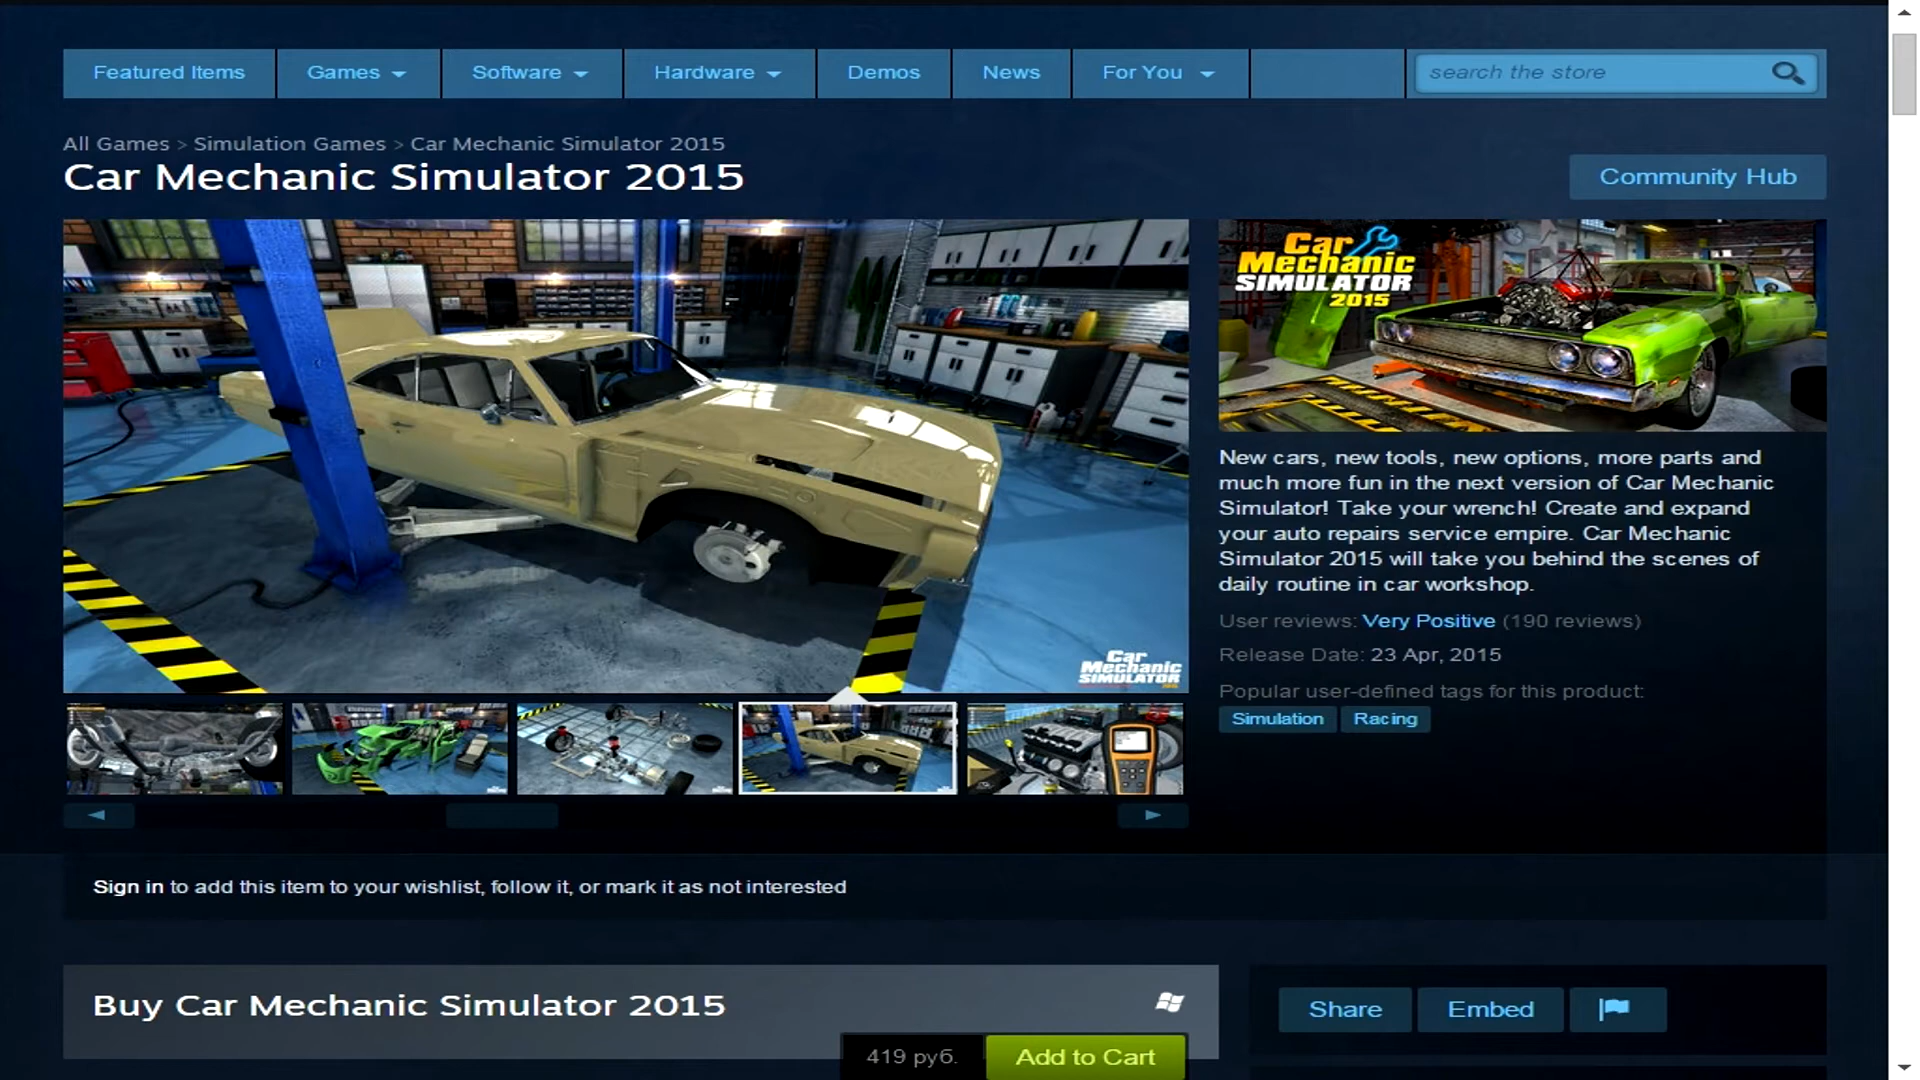 Featured Items
Games
Software
Hardware
Demos
News
For You
search the store
All Games > Simulation Games > Car Mechanic Simulator 2015
Car Mechanic Simulator 2015
Community Hub
Car
Mechanic
SIMULATOR
2015
New cars, new tools, new options, more parts and
much more fun in the next version of Car Mechanic
Simulator! Take your wrench! Create and expand
your auto repairs service empire. Car Mechanic
Simulator 2015 will take you behind the scenes of
daily routine in car workshop.
User reviews: Very Positive (190 reviews)
Release Date: 23 Apr, 2015
Popular user-defined tags for this product:
Simulation
Racing
Car
Mechanic
SIMULATOR
Sign in to add this item to your wishlist, follow it, or mark it as not interested
Buy Car Mechanic Simulator 2015
419 pуб.
Add to Cart
Share
Embed